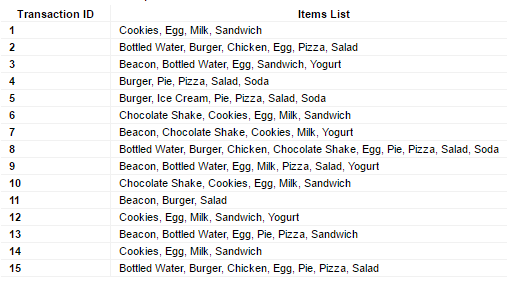 Transaction ID Items List
1 Cookies, Egg, Milk, Sandwich
2 Bottled Water, Burger, Chicken, Egg, Pizza, Salad
3 Beacon, Bottled Water, Egg, Sandwich, Yogurt
4 Burger, Pie, Pizza, Salad, Soda
5 Burger, Ice Cream, Pie, Pizza, Salad, Soda
6 Chocolate Shake, Cookies, Egg, Milk, Sandwich
7 Beacon, Chocolate Shake, Cookies, Milk, Yogurt
8 Bottled Water, Burger, Chicken, Chocolate Shake, Egg, Pie, Pizza, Salad, Soda
9 Beacon, Bottled Water, Egg, Milk, Pizza, Salad, Yogurt
10 Chocolate Shake, Cookies, Egg, Milk, Sandwich
11 Beacon, Burger, Salad
12 Cookies, Egg, Milk, Sandwich, Yogurt
13 Beacon, Bottled Water, Egg, Pie, Pizza, Sandwich
14 Cookies, Egg, Milk, Sandwich
15 Bottled Water, Burger, Chicken, Egg, Pie, Pizza, Salad